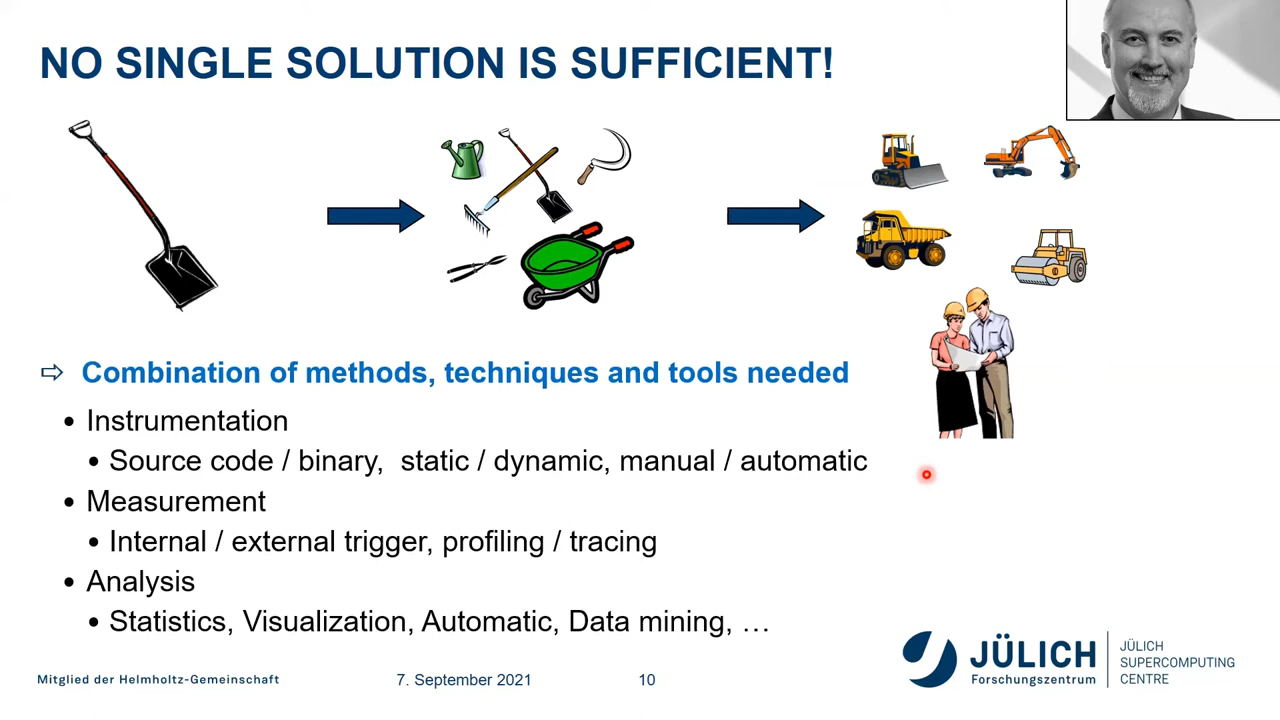 NO SINGLE SOLUTION IS SUFFICIENT!
⇨ Combination of methods, techniques and tools needed
• Instrumentation
• Source code / binary, static / dynamic, manual / automatic
• Measurement
• Internal / external trigger, profiling / tracing
• Analysis
• Statistics, Visualization, Automatic, Data mining, …
Mitglied der Helmholtz-Gemeinschaft
7. September 2021
10
JÜLICH
Forschungszentrum
JÜLICH
SUPERCOMPUTING
CENTRE